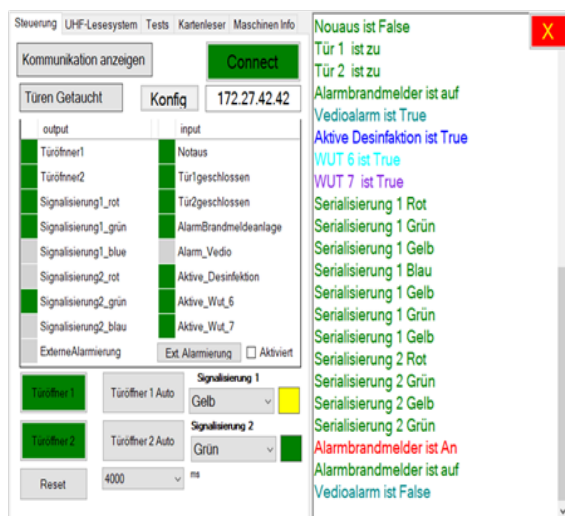 Steuerung UHF-Lesesystem Tests Kartenleser Maschinen Info
Kommunikation anzeigen
Connect
Türen Getaucht
Konfig
172.27.42.42
output input
Türöffner1 Notaus
Türöffner2 Tür1geschlossen
Signalisierung1_rot Tür2geschlossen
Signalisierung1_grün AlarmBrandmeldeanlage
Signalisierung1_blue Alarm_Vedio
Signalisierung2_rot Aktive_Desinfektion
Signalisierung2_grün Aktive_Wut_6
Signalisierung2_blau Aktive_Wut_7
ExterneAlarmierung Ext. Alarmierung Aktiviert
Türöffner 1
Türöffner 1 Auto
Signalisierung 1
Gelb
Türöffner 2
Türöffner 2 Auto
Signalisierung 2
Grün
Reset
4000
ms
Nouaus ist False
X
Tür 1 ist zu
Tür 2 ist zu
Alarmbrandmelder ist auf
Vedioalarm ist True
Aktive Desinfaktion ist True
WUT 6 ist True
WUT 7 ist True
Serialisierung 1 Rot
Serialisierung 1 Grün
Serialisierung 1 Gelb
Serialisierung 1 Blau
Serialisierung 1 Gelb
Serialisierung 1 Grün
Serialisierung 1 Gelb
Serialisierung 2 Rot
Serialisierung 2 Grün
Serialisierung 2 Gelb
Serialisierung 2 Grün
Alarmbrandmelder ist An
Alarmbrandmelder ist auf
Vedioalarm ist False